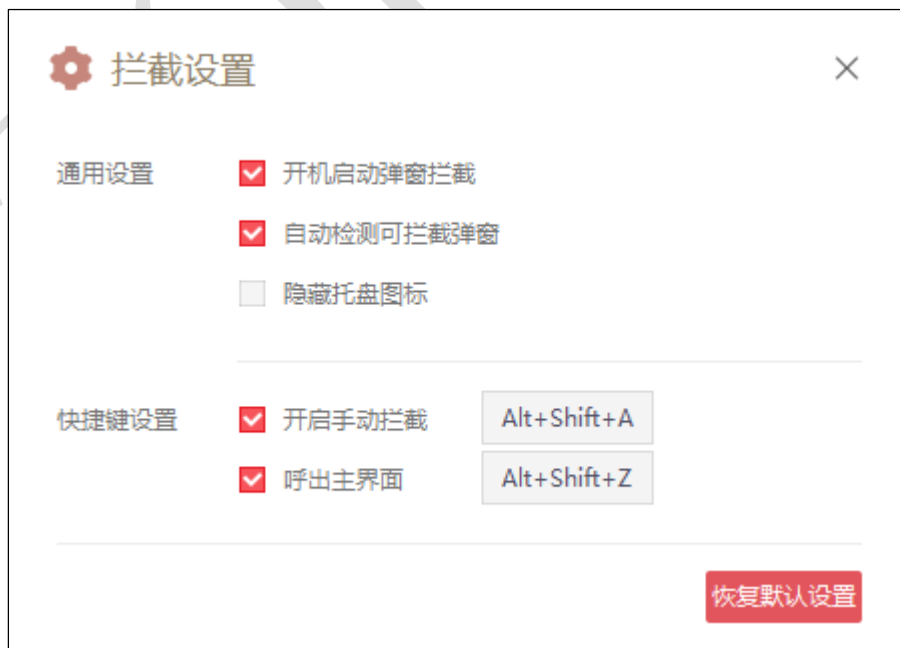 拦截设置
通用设置 开机启动弹窗拦截
自动检测可拦截弹窗
隐藏托盘图标
快捷键设置 开启手动拦截 Alt+Shift+A
呼出主界面 Alt+Shift+Z
恢复默认设置